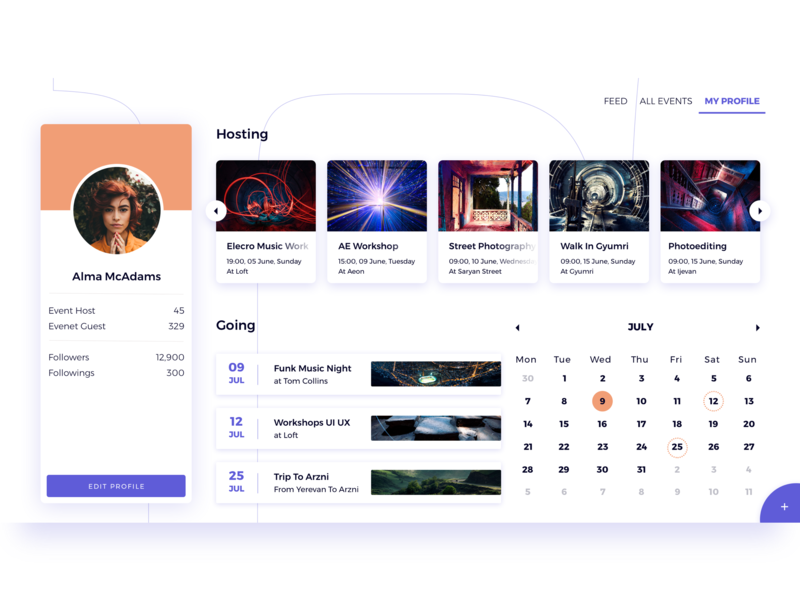 FEED ALL EVENTS MY PROFILE
Alma McAdams
Event Host 45
Evenet Guest 329
Followers 12,900
Followings 300
EDIT PROFILE
Hosting
Elecro Music Work
19:00, 05 June, Sunday
At Loft
AE Workshop
15:00, 09 June, Tuesday
At Aeon
Street Photography
09:00, 10 June, Wednesda
At Saryan Street
Walk In Gyumri
09:00, 15 June, Sunday
At Gyumri
Photoediting
09:00, 15 June, Sunday
At Ijevan
Going
09
JUL
Funk Music Night
at Tom Collins
12
JUL
Workshops UI UX
at Loft
25
JUL
Trip To Arzni
From Yerevan To Arzni
JULY
Mon Tue Wed Thu Fri Sat Sun
30 1 2 3 4 5 6
7 8 9 10 11 12 13
14 15 16 17 18 19 20
21 22 23 24 25 26 27
28 29 30 31 2 3 4
5 6 7 8 9 10 11
+